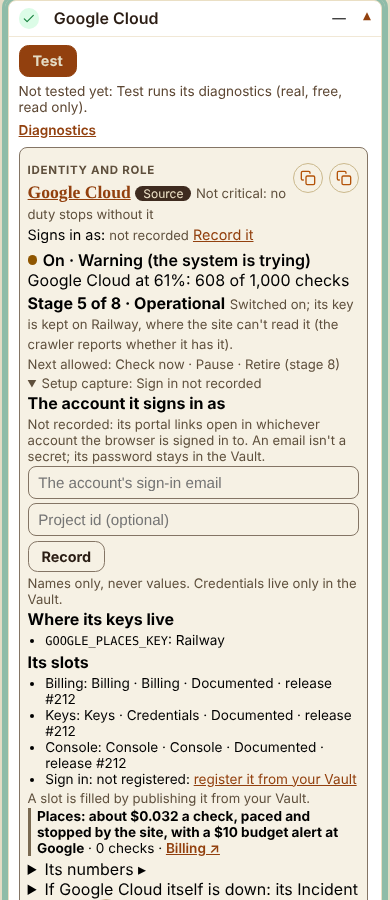 Google Cloud
Test
Not tested yet: Test runs its diagnostics (real, free,
read only).
Diagnostics
IDENTITY AND ROLE
Google Cloud Source Not critical: no
duty stops without it
Signs in as: not recorded Record it
On · Warning (the system is trying)
Google Cloud at 61%: 608 of 1,000 checks
Stage 5 of 8 · Operational Switched on; its key
is kept on Railway, where the site can't read it (the
crawler reports whether it has it).
Next allowed: Check now · Pause · Retire (stage 8)
▼ Setup capture: Sign in not recorded
The account it signs in as
Not recorded: its portal links open in whichever
account the browser is signed in to. An email isn't a
secret; its password stays in the Vault.
The account's sign-in email
Project id (optional)
Record
Names only, never values. Credentials live only in the
Vault.
Where its keys live
• GOOGLE_PLACES_KEY: Railway
Its slots
• Billing: Billing · Billing · Documented · release
#212
• Keys: Keys · Credentials · Documented · release
#212
• Console: Console · Console · Documented ·
release #212
• Sign in: not registered: register it from your Vault
A slot is filled by publishing it from your Vault.
Places: about $0.032 a check, paced and
stopped by the site, with a $10 budget alert at
Google · 0 checks · Billing ↗
▶ Its numbers ▸
▶ If Google Cloud itself is down: its Incident